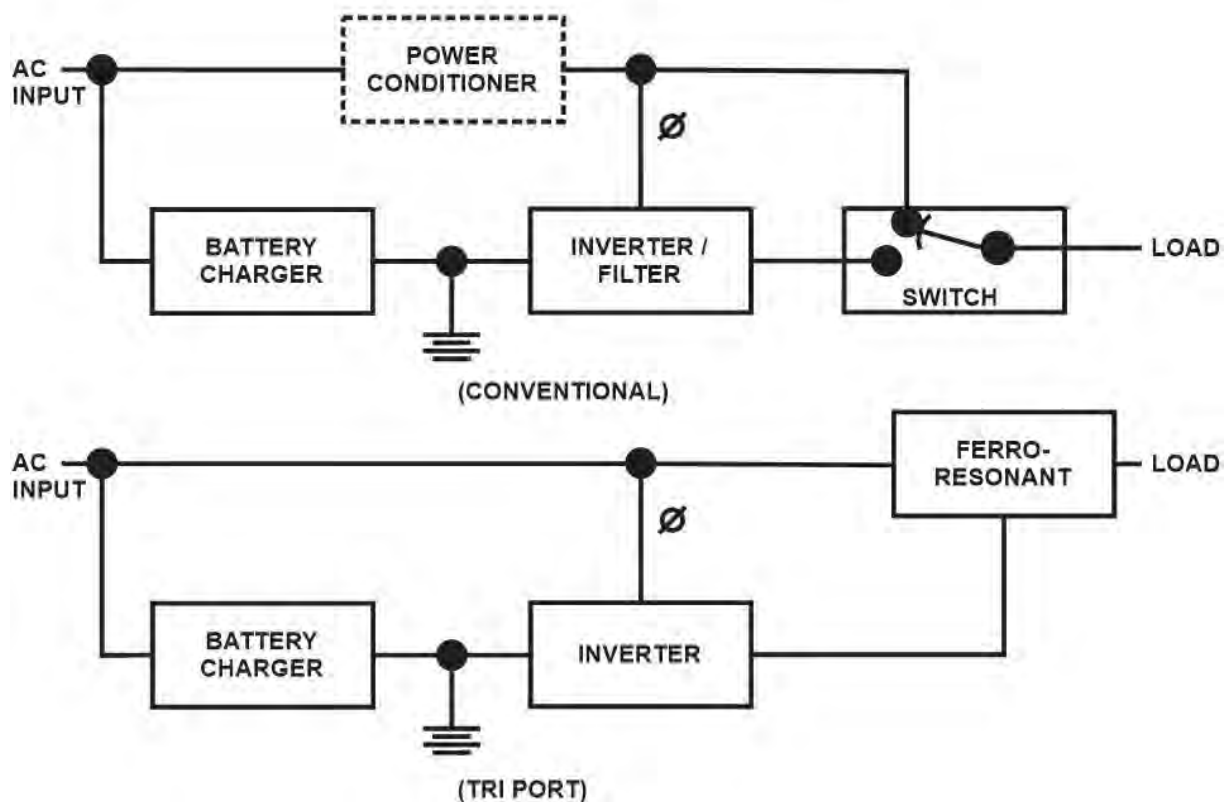 POWER
CONDITIONER
AC
INPUT
Ø
BATTERY
CHARGER
INVERTER /
FILTER
SWITCH
LOAD
(CONVENTIONAL)
AC
INPUT
FERRO-
RESONANT
LOAD
Ø
BATTERY
CHARGER
INVERTER
(TRI PORT)